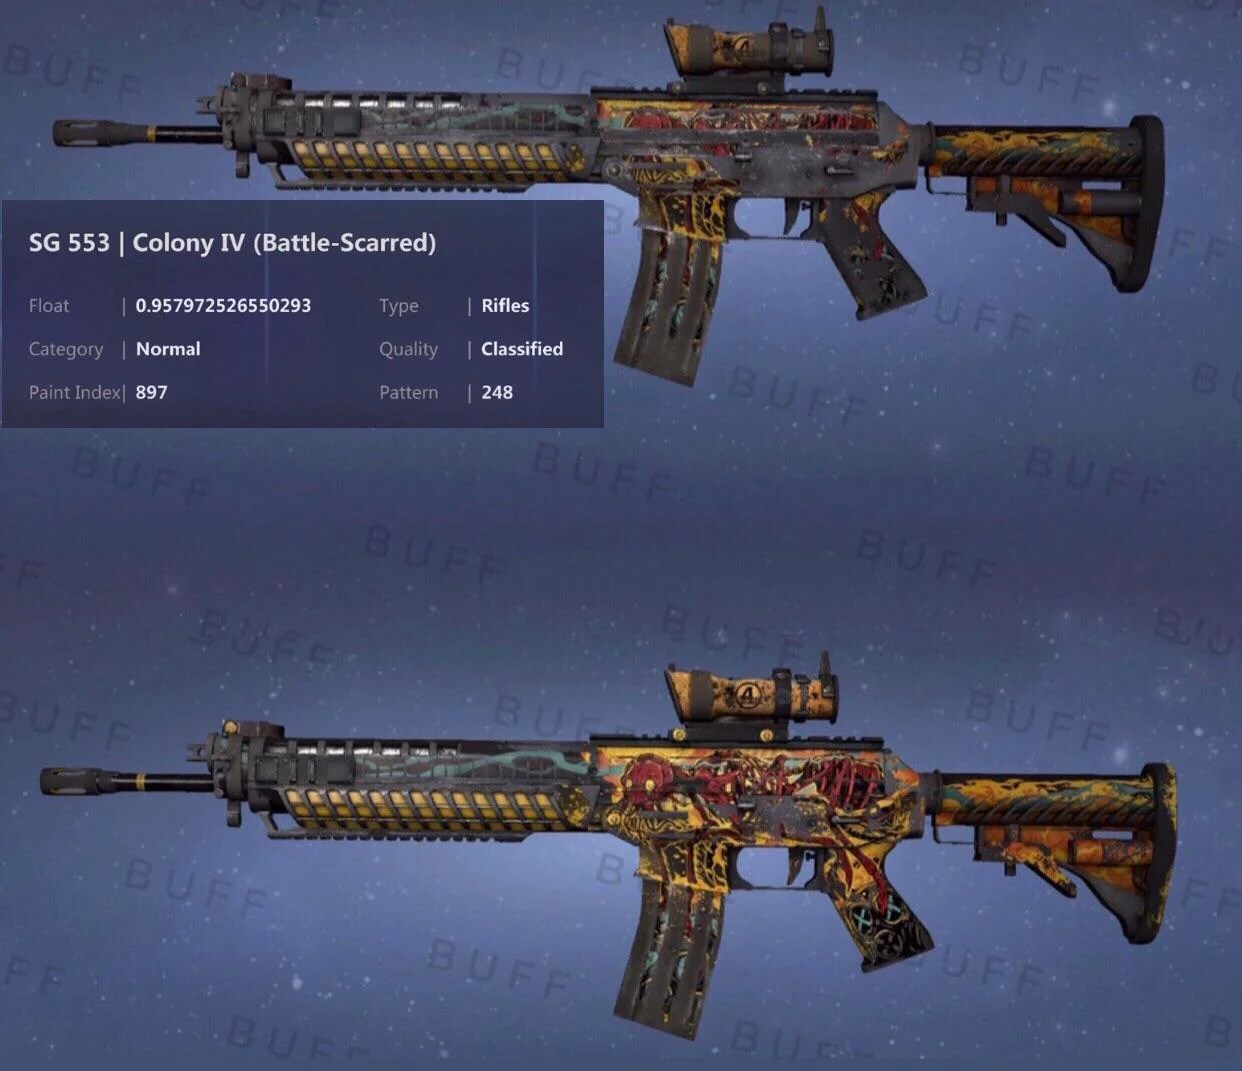 SG 553 | Colony IV (Battle-Scarred)
Float | 0.957972526550293 Type | Rifles
Category | Normal Quality | Classified
Paint Index| 897 Pattern | 248
BUFF
4